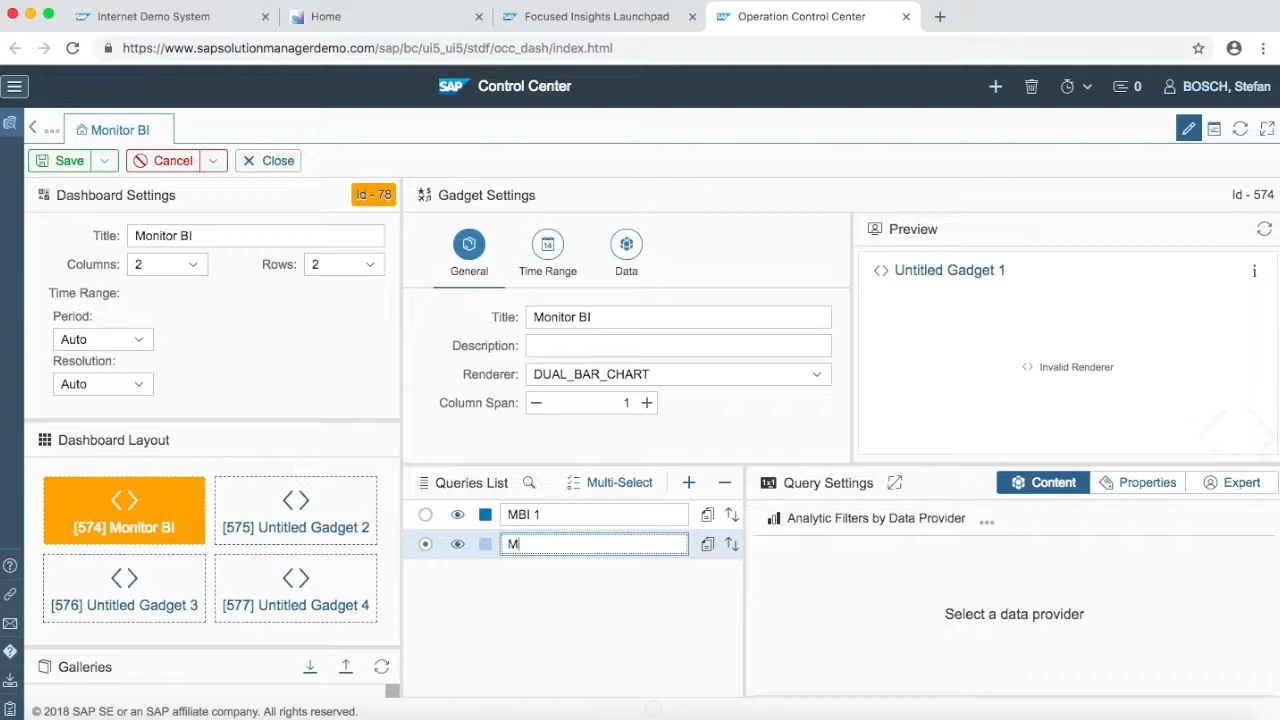 Internet Demo System
Home
Focused Insights Launchpad
Operation Control Center
https://www.sapsolutionmanagerdemo.com/sap/bc/ui5_ui5/stdf/occ_dash/index.html
SAP Control Center
0
BOSCH, Stefan
Monitor BI
Save
Cancel
Close
Dashboard Settings
Id - 78
Gadget Settings
Id - 574
Title: Monitor BI
Columns: 2
Rows: 2
Time Range:
Period:
Auto
Resolution:
Auto
General
14
Time Range
Data
Preview
Untitled Gadget 1
i
Invalid Renderer
Title: Monitor BI
Description:
Renderer: DUAL_BAR_CHART
Column Span: 1
Dashboard Layout
[574] Monitor BI
[575] Untitled Gadget 2
[576] Untitled Gadget 3
[577] Untitled Gadget 4
Queries List
Multi-Select
MBI 1
M
1x1 Query Settings
Content
Properties
Expert
Analytic Filters by Data Provider
Select a data provider
Galleries
© 2018 SAP SE or an SAP affiliate company. All rights reserved.